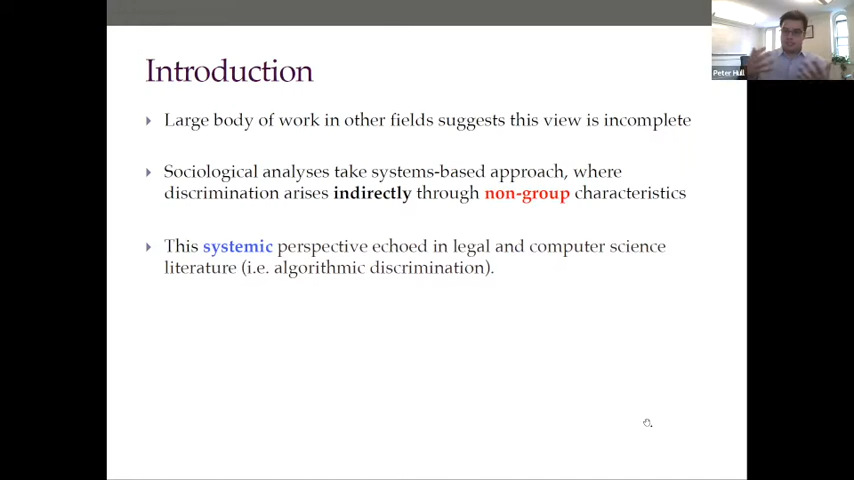 Introduction
Large body of work in other fields suggests this view is incomplete
Sociological analyses take systems-based approach, where
discrimination arises indirectly through non-group characteristics
This systemic perspective echoed in legal and computer science
literature (i.e. algorithmic discrimination).
Peter Hull